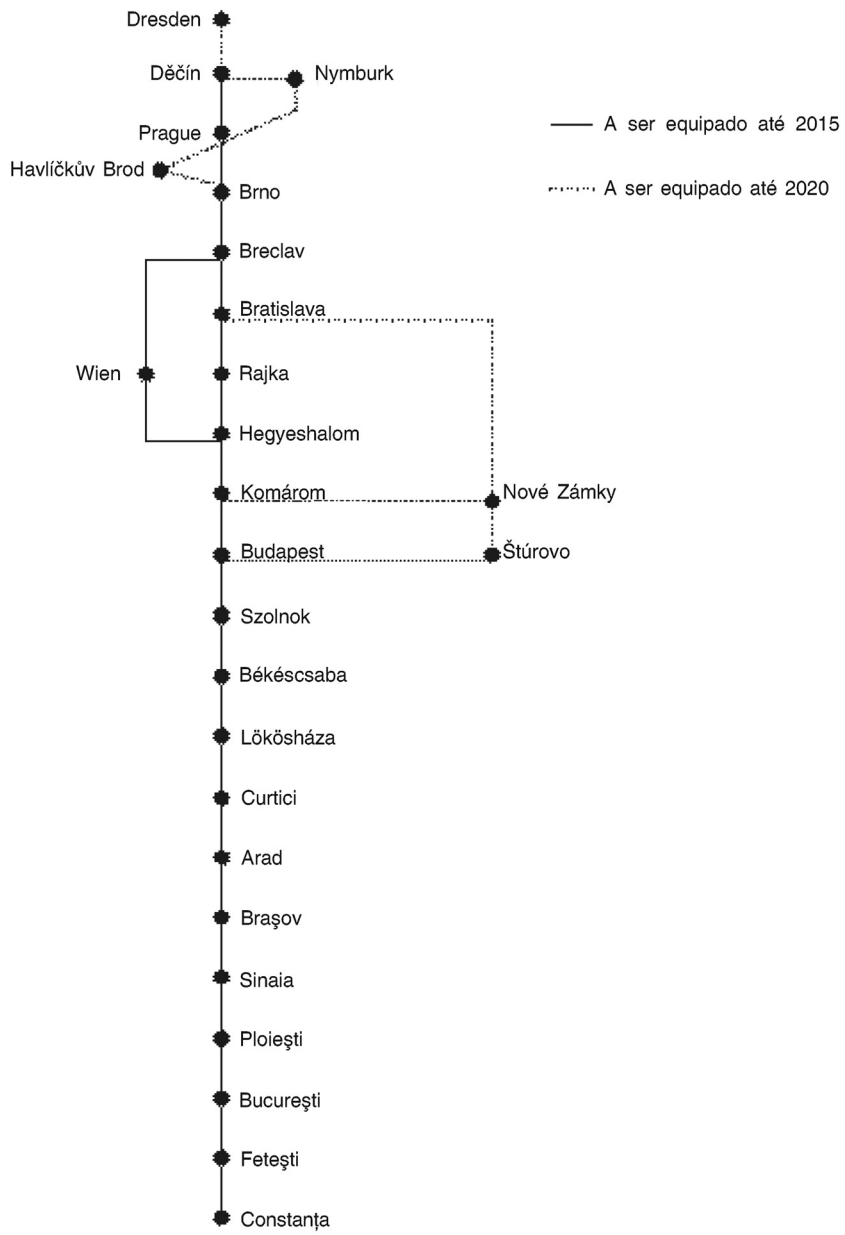 Dresden
Děčín
Nymburk
A ser equipado até 2015
Prague
Havlíčkův Brod
A ser equipado até 2020
Brno
Breclav
Bratislava
Wien
Rajka
Hegyeshalom
Komárom
Nové Zámky
Budapest
Štúrovo
Szolnok
Békéscsaba
Lökösháza
Curtici
Arad
Braşov
Sinaia
Ploieşti
Bucureşti
Feteşti
Constanţa